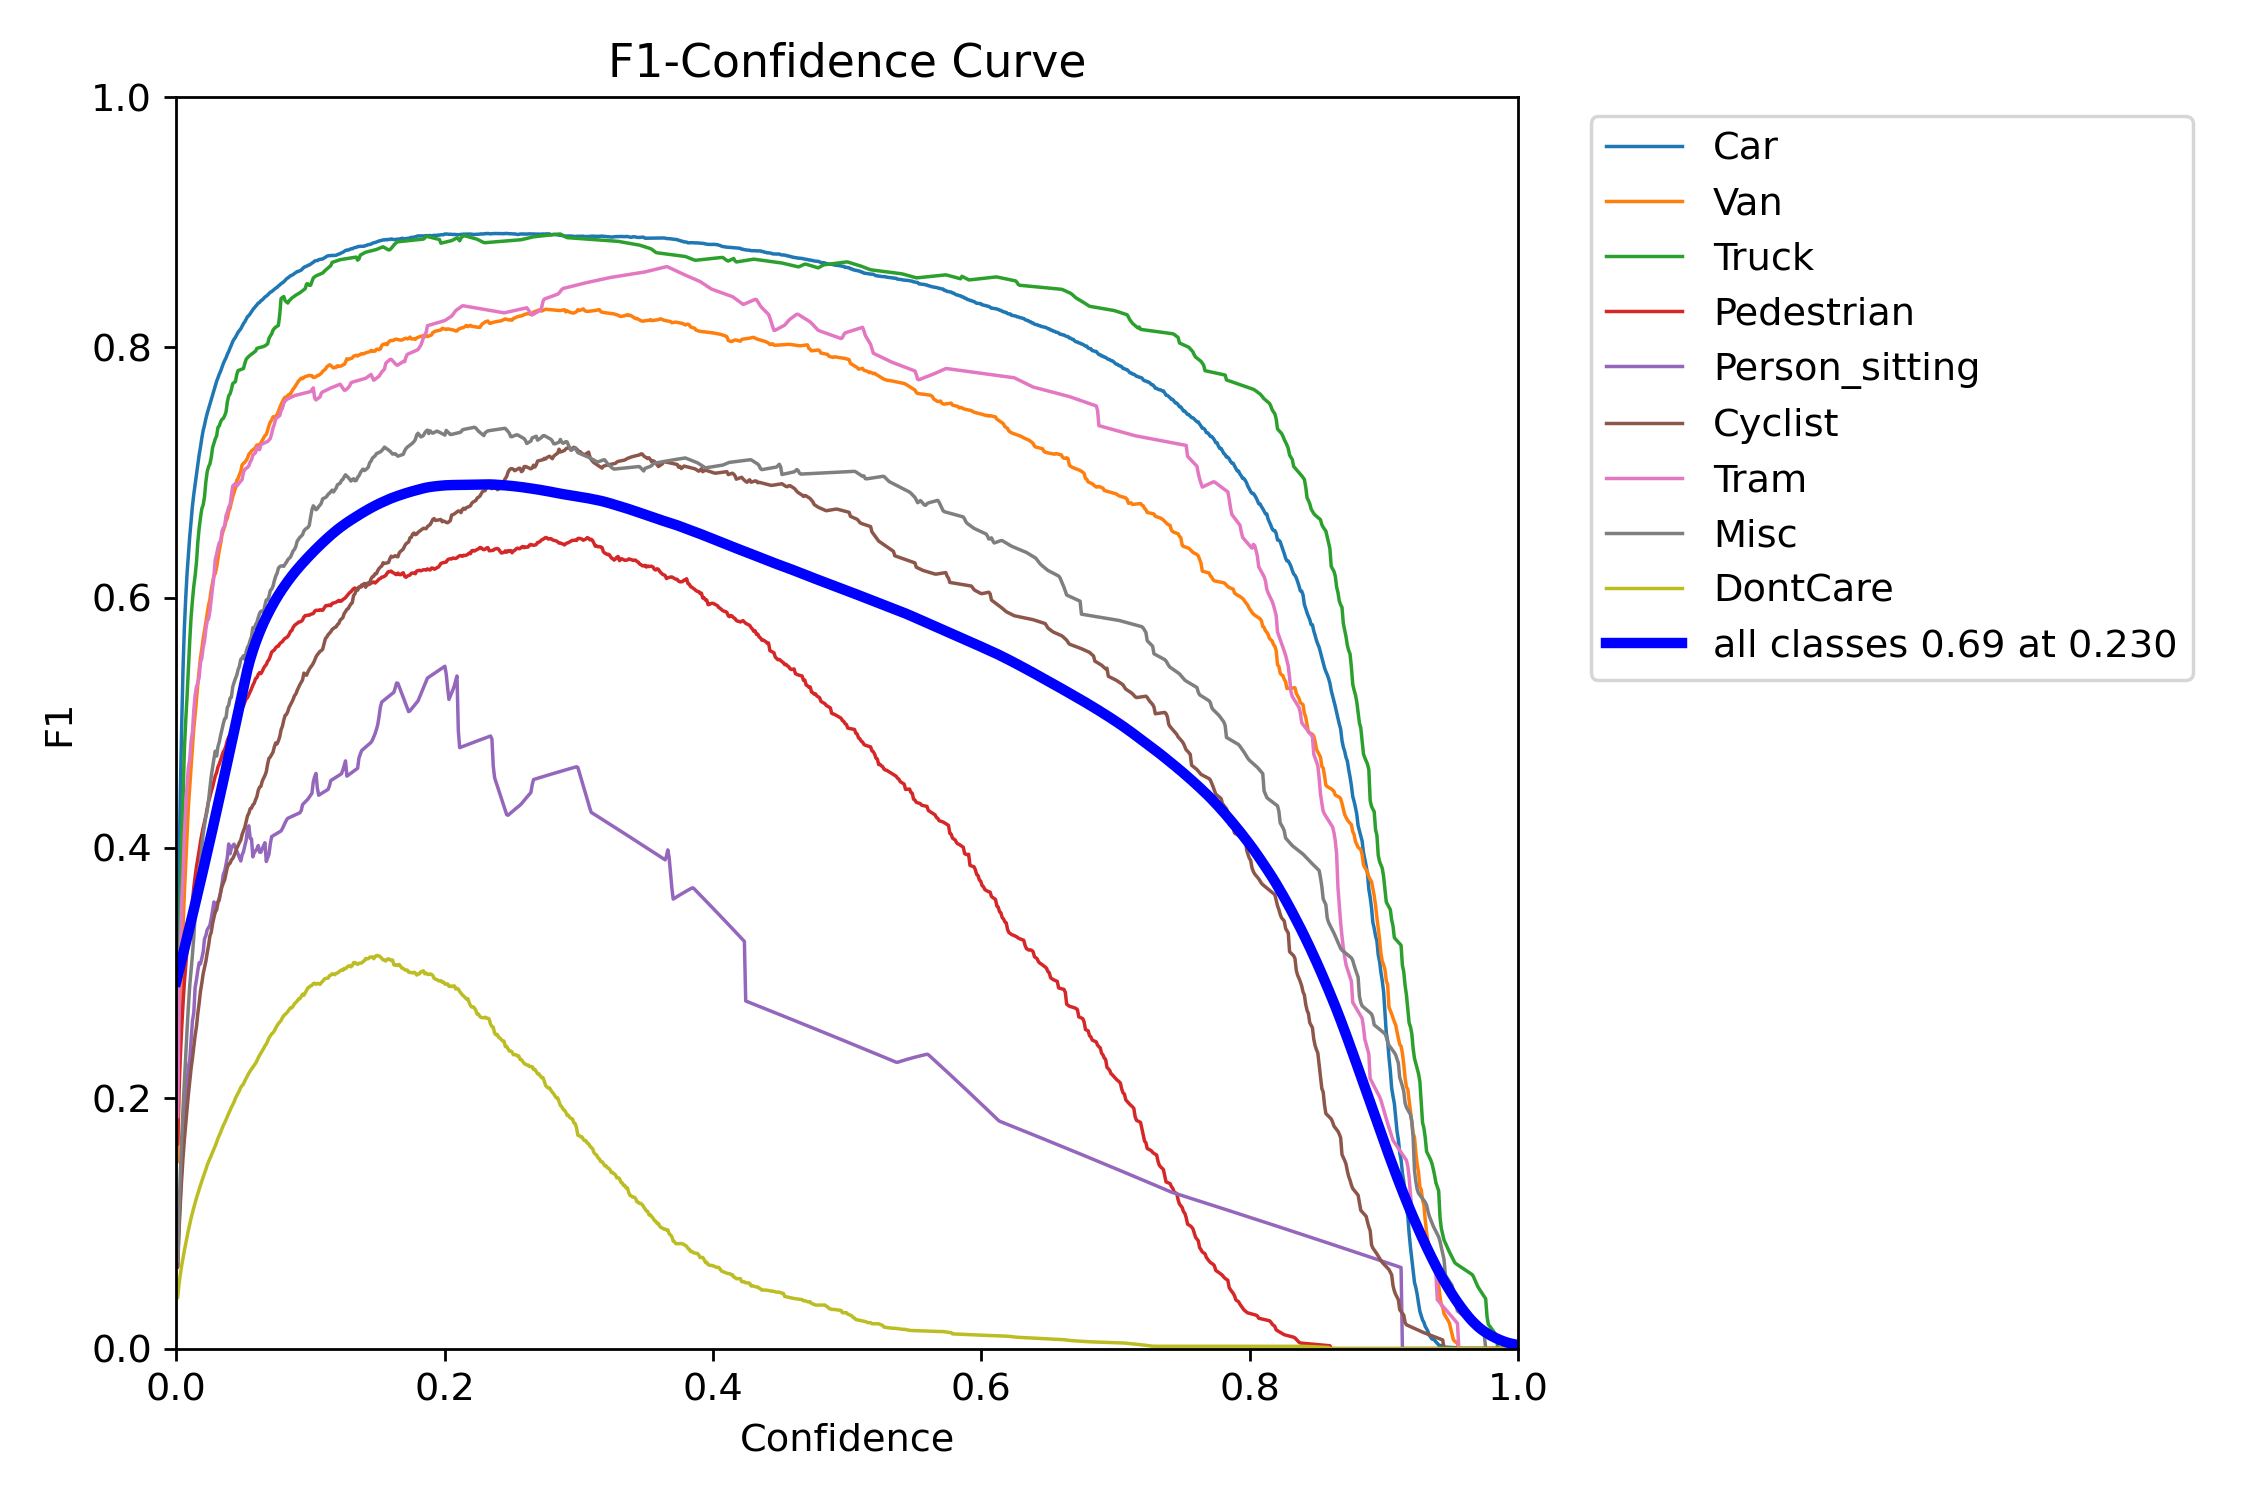 F1-Confidence Curve
1.0
0.8
0.6
0.4
0.2
0.0
F1
0.0 0.2 0.4 0.6 0.8 1.0
Confidence
Car
Van
Truck
Pedestrian
Person_sitting
Cyclist
Tram
Misc
DontCare
all classes 0.69 at 0.230